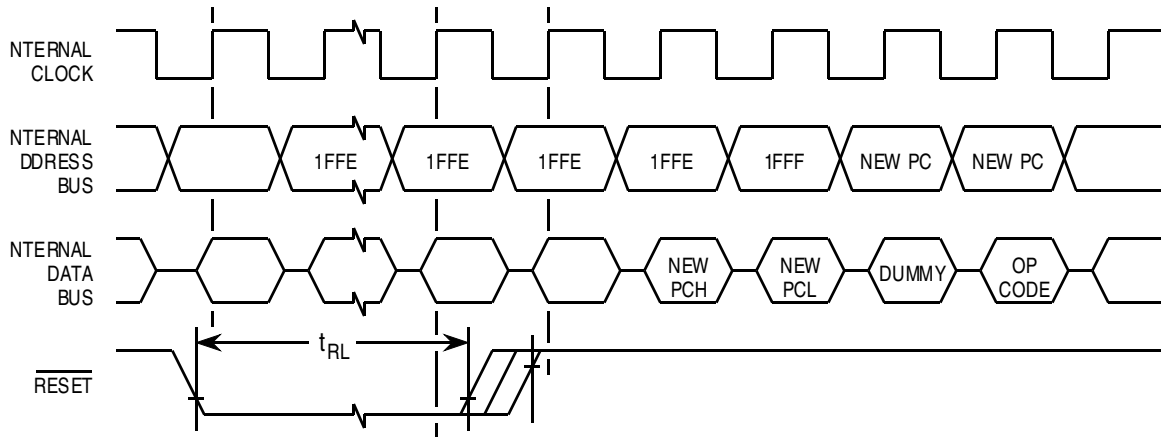 NTERNAL
CLOCK
NTERNAL
DDRESS
BUS
1FFE
1FFE
1FFE
1FFE
1FFF
NEW PC
NEW PC
NTERNAL
DATA
BUS
NEW
PCH
NEW
PCL
DUMMY
OP
CODE
tRL
RESET